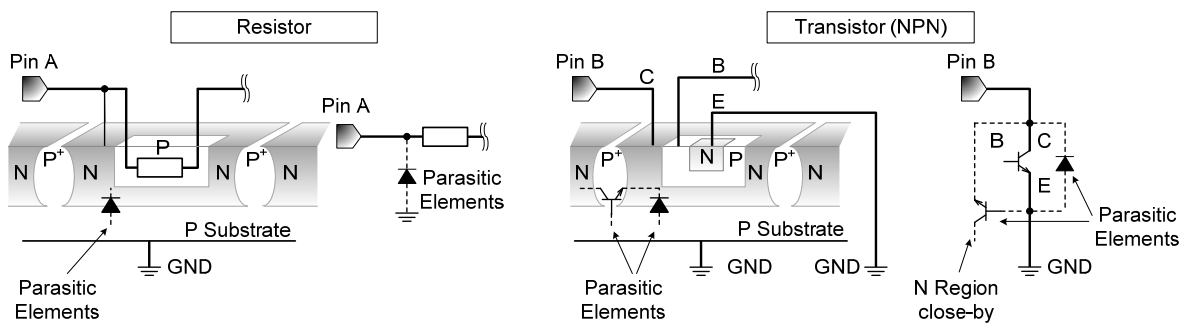 Resistor
Pin A
N
P+
N
P
N
P+
N
P Substrate
GND
Parasitic
Elements
Pin A
Parasitic
Elements
Transistor (NPN)
Pin B
C
B
E
N
P+
N
N
P
N
P+
N
P Substrate
GND
GND
Parasitic
Elements
Pin B
B
C
E
Parasitic
Elements
GND
N Region
close-by